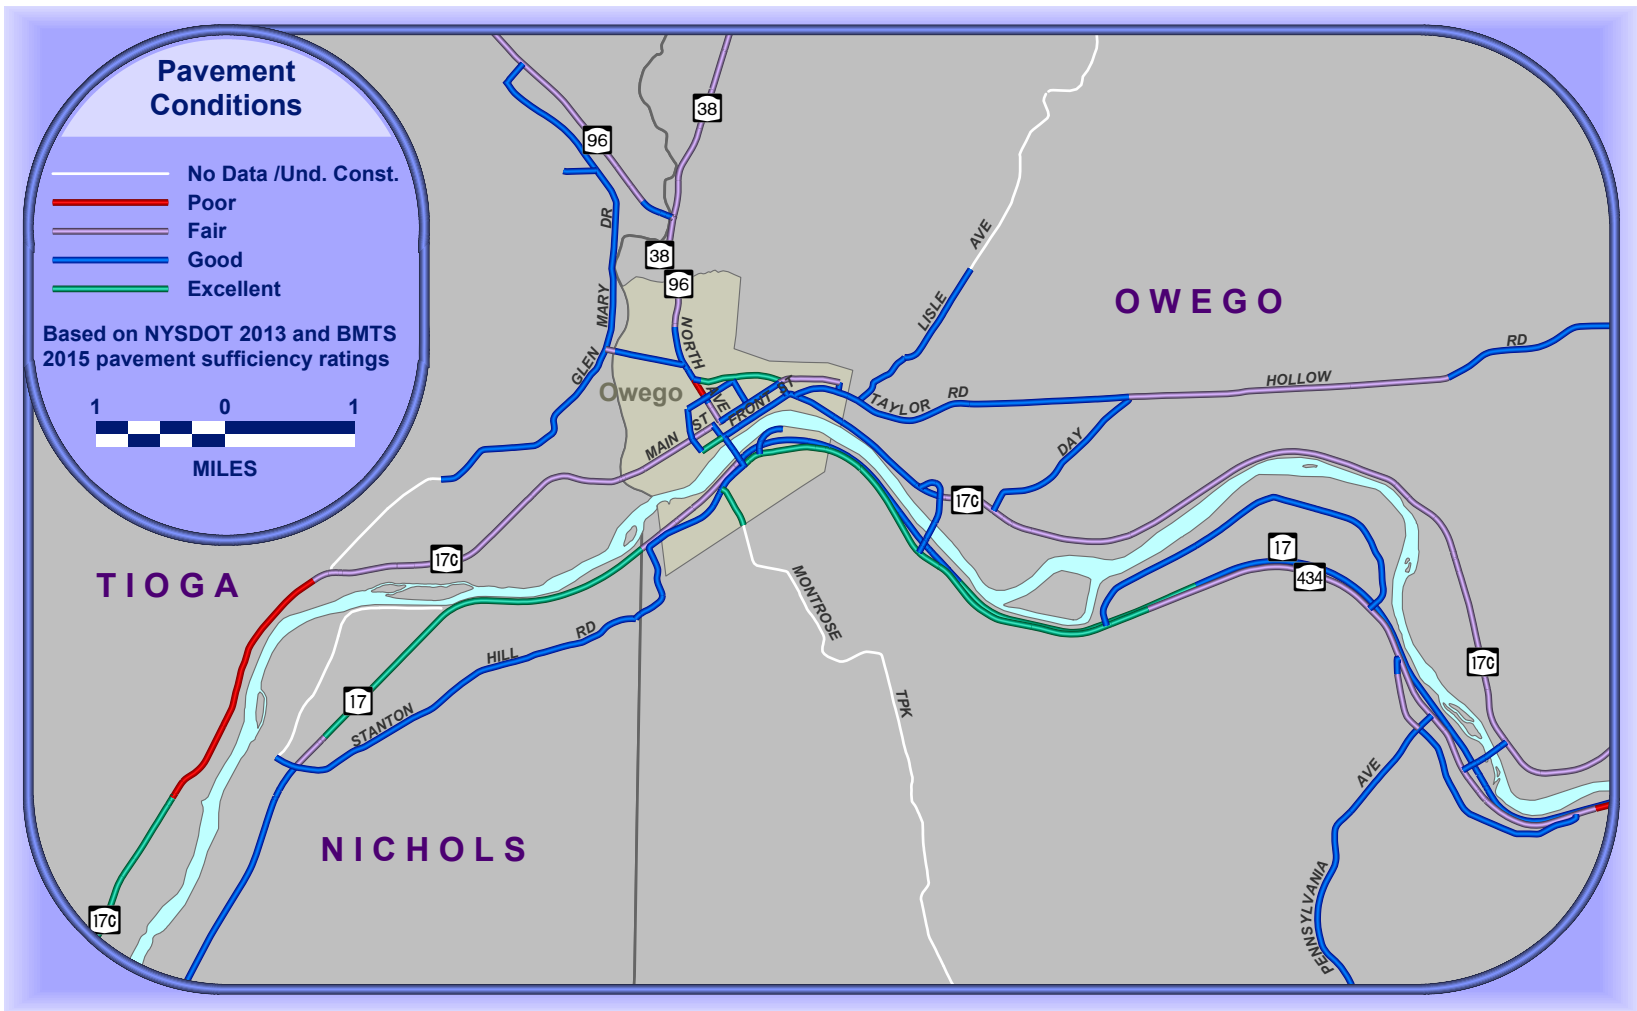 Pavement
Conditions
No Data /Und. Const.
Poor
Fair
Good
Excellent
Based on NYSDOT 2013 and BMTS
2015 pavement sufficiency ratings
1 0 1
MILES
96
38
38
96
GLEN
MARY
DR
NORTH
AVE
Owego
MAIN
ST
FRONT
ST
LISLE
AVE
OWEGO
TAYLOR
RD
HOLLOW
RD
DAY
17C
17C
TIOGA
17
434
MONTROSE
TPK
STANTON
HILL
RD
17
17C
NICHOLS
PENNSYLVANIA
AVE
17C